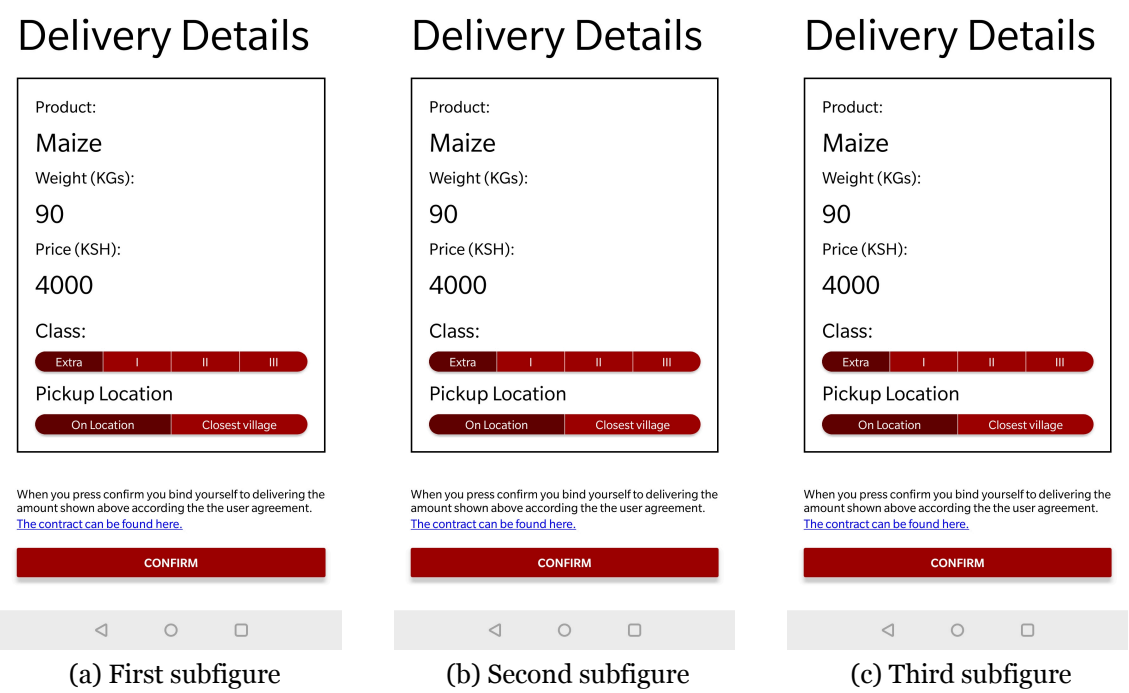 Delivery Details
Product:
Maize
Weight (KGs):
90
Price (KSH):
4000
Class:
Extra I II III
Pickup Location
On Location Closest village
When you press confirm you bind yourself to delivering the
amount shown above according the the user agreement.
The contract can be found here.
CONFIRM
(a) First subfigure
Delivery Details
Product:
Maize
Weight (KGs):
90
Price (KSH):
4000
Class:
Extra I II III
Pickup Location
On Location Closest village
When you press confirm you bind yourself to delivering the
amount shown above according the the user agreement.
The contract can be found here.
CONFIRM
(b) Second subfigure
Delivery Details
Product:
Maize
Weight (KGs):
90
Price (KSH):
4000
Class:
Extra I II III
Pickup Location
On Location Closest village
When you press confirm you bind yourself to delivering the
amount shown above according the the user agreement.
The contract can be found here.
CONFIRM
(c) Third subfigure